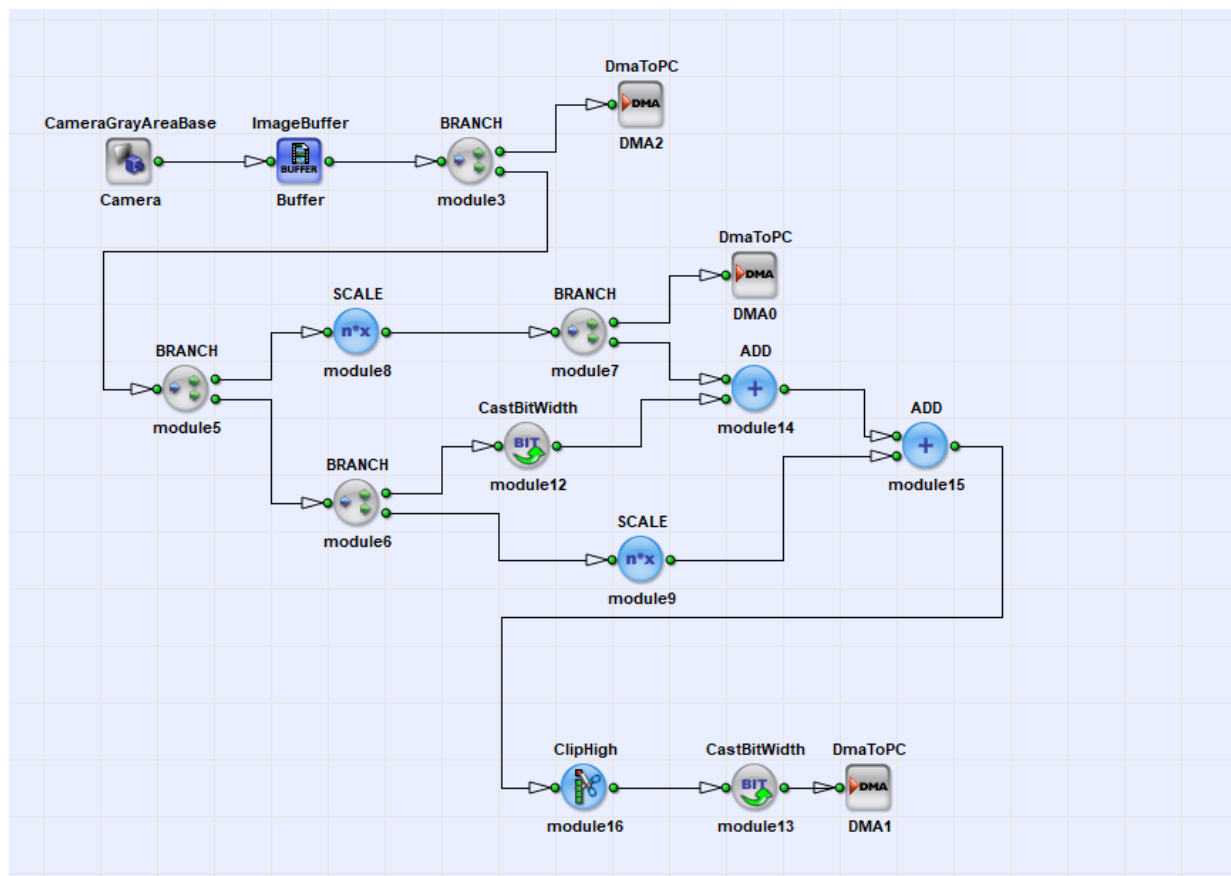 DmaToPC
DMA
DMA2
CameraGrayAreaBase
Camera
ImageBuffer
BUFFER
Buffer
BRANCH
module3
DmaToPC
DMA
DMA0
SCALE
n*x
module8
BRANCH
module7
BRANCH
module5
ADD
+
module14
CastBitWidth
BIT
module12
ADD
+
module15
BRANCH
module6
SCALE
n*x
module9
ClipHigh
module16
CastBitWidth
BIT
module13
DmaToPC
DMA
DMA1